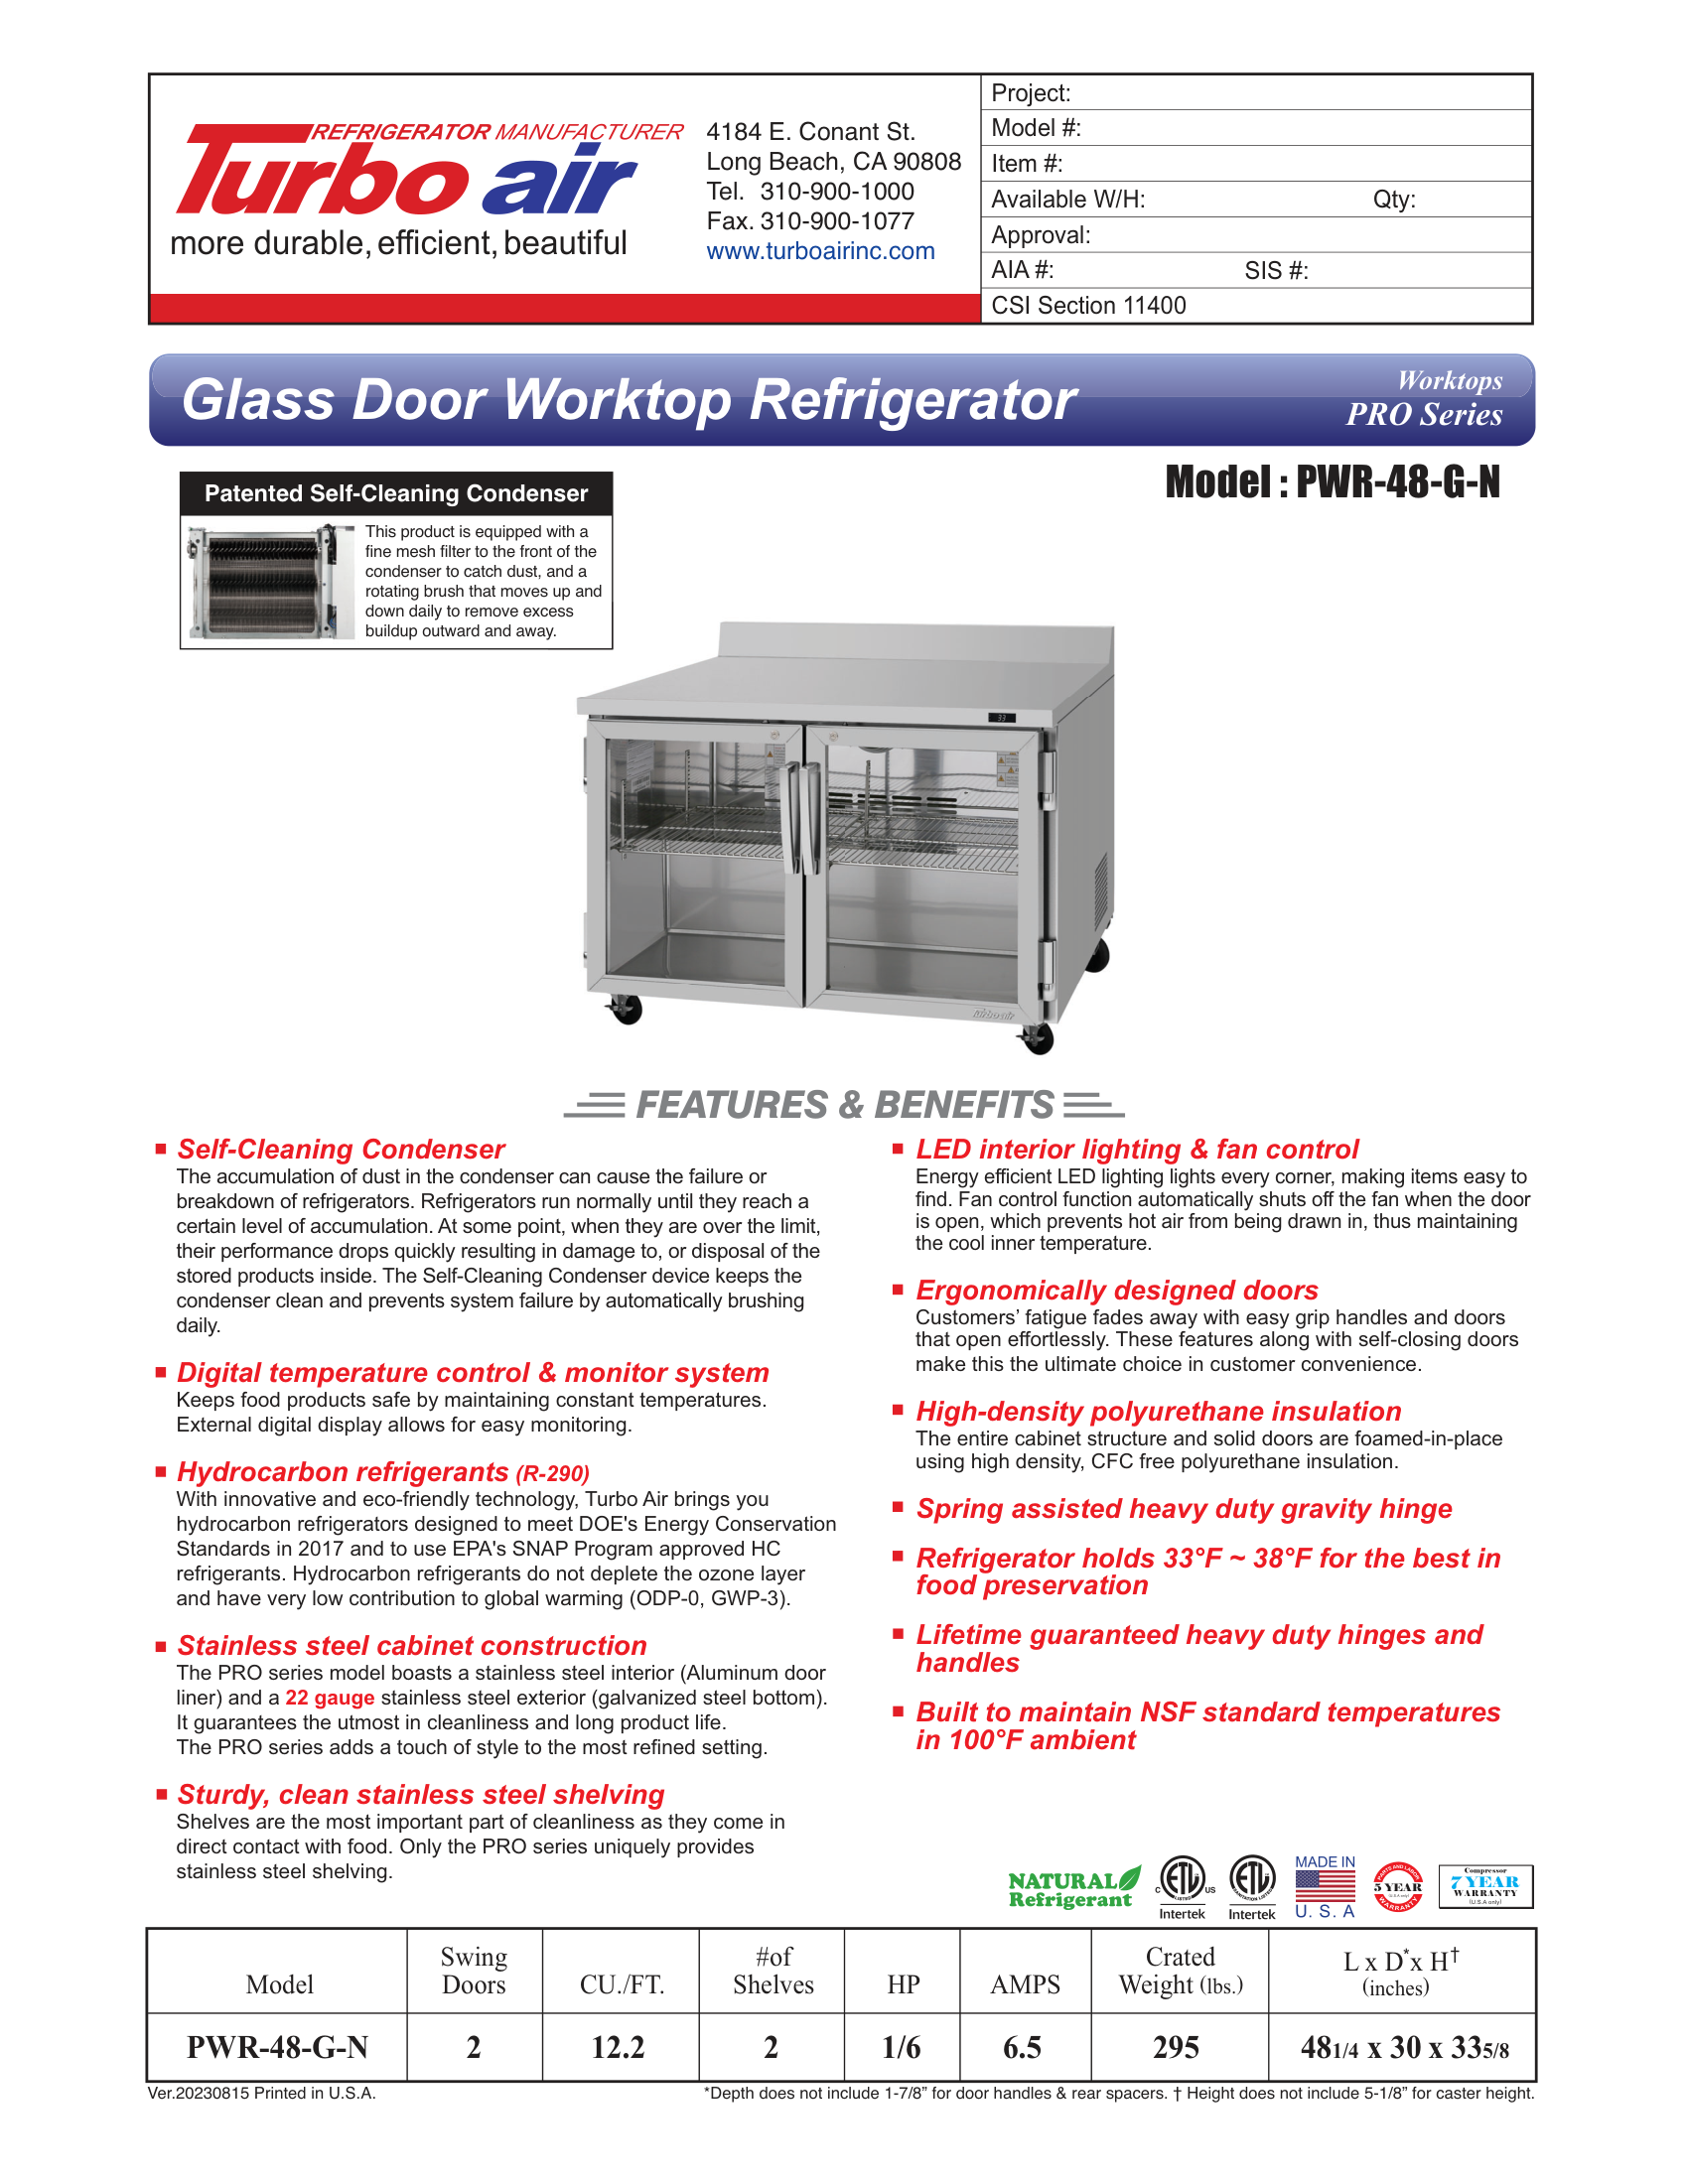 REFRIGERATOR MANUFACTURER
Turbo air
more durable, efficient, beautiful
4184 E. Conant St.
Long Beach, CA 90808
Tel. 310-900-1000
Fax. 310-900-1077
www.turboairinc.com
Project:
Model #:
Item #:
Available W/H: Qty:
Approval:
AIA #: SIS #:
CSI Section 11400
Glass Door Worktop Refrigerator
Worktops
PRO Series
Model : PWR-48-G-N
Patented Self-Cleaning Condenser
This product is equipped with a
fine mesh filter to the front of the
condenser to catch dust, and a
rotating brush that moves up and
down daily to remove excess
buildup outward and away.
33
Turbo air
FEATURES & BENEFITS
Self-Cleaning Condenser
The accumulation of dust in the condenser can cause the failure or
breakdown of refrigerators. Refrigerators run normally until they reach a
certain level of accumulation. At some point, when they are over the limit,
their performance drops quickly resulting in damage to, or disposal of the
stored products inside. The Self-Cleaning Condenser device keeps the
condenser clean and prevents system failure by automatically brushing
daily.
Digital temperature control & monitor system
Keeps food products safe by maintaining constant temperatures.
External digital display allows for easy monitoring.
Hydrocarbon refrigerants (R-290)
With innovative and eco-friendly technology, Turbo Air brings you
hydrocarbon refrigerators designed to meet DOE's Energy Conservation
Standards in 2017 and to use EPA's SNAP Program approved HC
refrigerants. Hydrocarbon refrigerants do not deplete the ozone layer
and have very low contribution to global warming (ODP-0, GWP-3).
Stainless steel cabinet construction
The PRO series model boasts a stainless steel interior (Aluminum door
liner) and a 22 gauge stainless steel exterior (galvanized steel bottom).
It guarantees the utmost in cleanliness and long product life.
The PRO series adds a touch of style to the most refined setting.
Sturdy, clean stainless steel shelving
Shelves are the most important part of cleanliness as they come in
direct contact with food. Only the PRO series uniquely provides
stainless steel shelving.
LED interior lighting & fan control
Energy efficient LED lighting lights every corner, making items easy to
find. Fan control function automatically shuts off the fan when the door
is open, which prevents hot air from being drawn in, thus maintaining
the cool inner temperature.
Ergonomically designed doors
Customers’ fatigue fades away with easy grip handles and doors
that open effortlessly. These features along with self-closing doors
make this the ultimate choice in customer convenience.
High-density polyurethane insulation
The entire cabinet structure and solid doors are foamed-in-place
using high density, CFC free polyurethane insulation.
Spring assisted heavy duty gravity hinge
Refrigerator holds 33°F ~ 38°F for the best in
food preservation
Lifetime guaranteed heavy duty hinges and
handles
Built to maintain NSF standard temperatures
in 100°F ambient
NATURAL
Refrigerant
C ETL US
LISTED
Intertek
ETL
SANITATION LISTED
Intertek
MADE IN
U. S. A
PARTS AND LABOR
5 YEAR
(U.S.A only)
WARRANTY
Compressor
7 YEAR
WARRANTY
(U.S.A only)
Model Swing Doors CU./FT. #of Shelves HP AMPS Crated Weight (lbs.) L x D* x H† (inches)
PWR-48-G-N 2 12.2 2 1/6 6.5 295 481/4 x 30 x 335/8
Ver.20230815 Printed in U.S.A.
*Depth does not include 1-7/8” for door handles & rear spacers. † Height does not include 5-1/8” for caster height.